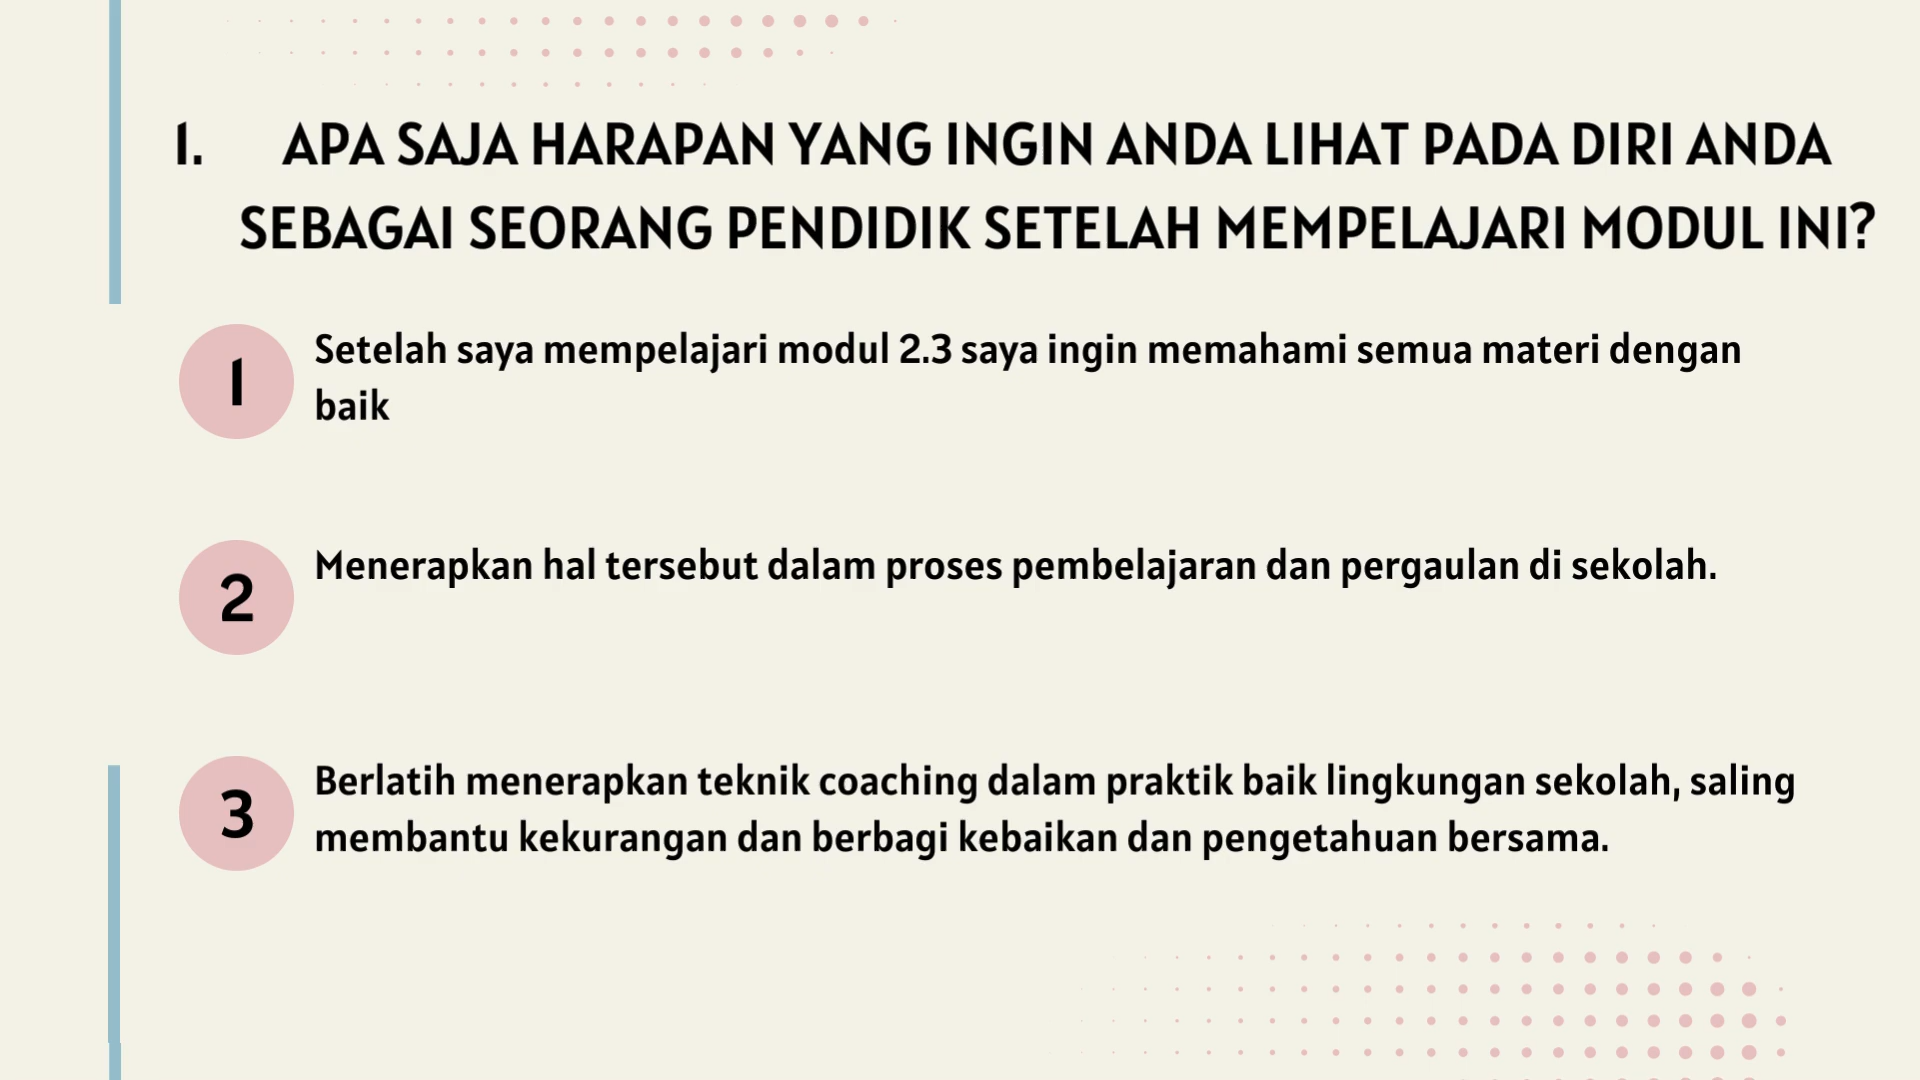 1. APA SAJA HARAPAN YANG INGIN ANDA LIHAT PADA DIRI ANDA
SEBAGAI SEORANG PENDIDIK SETELAH MEMPELAJARI MODUL INI?
1
Setelah saya mempelajari modul 2.3 saya ingin memahami semua materi dengan
baik
2
Menerapkan hal tersebut dalam proses pembelajaran dan pergaulan di sekolah.
3
Berlatih menerapkan teknik coaching dalam praktik baik lingkungan sekolah, saling
membantu kekurangan dan berbagi kebaikan dan pengetahuan bersama.